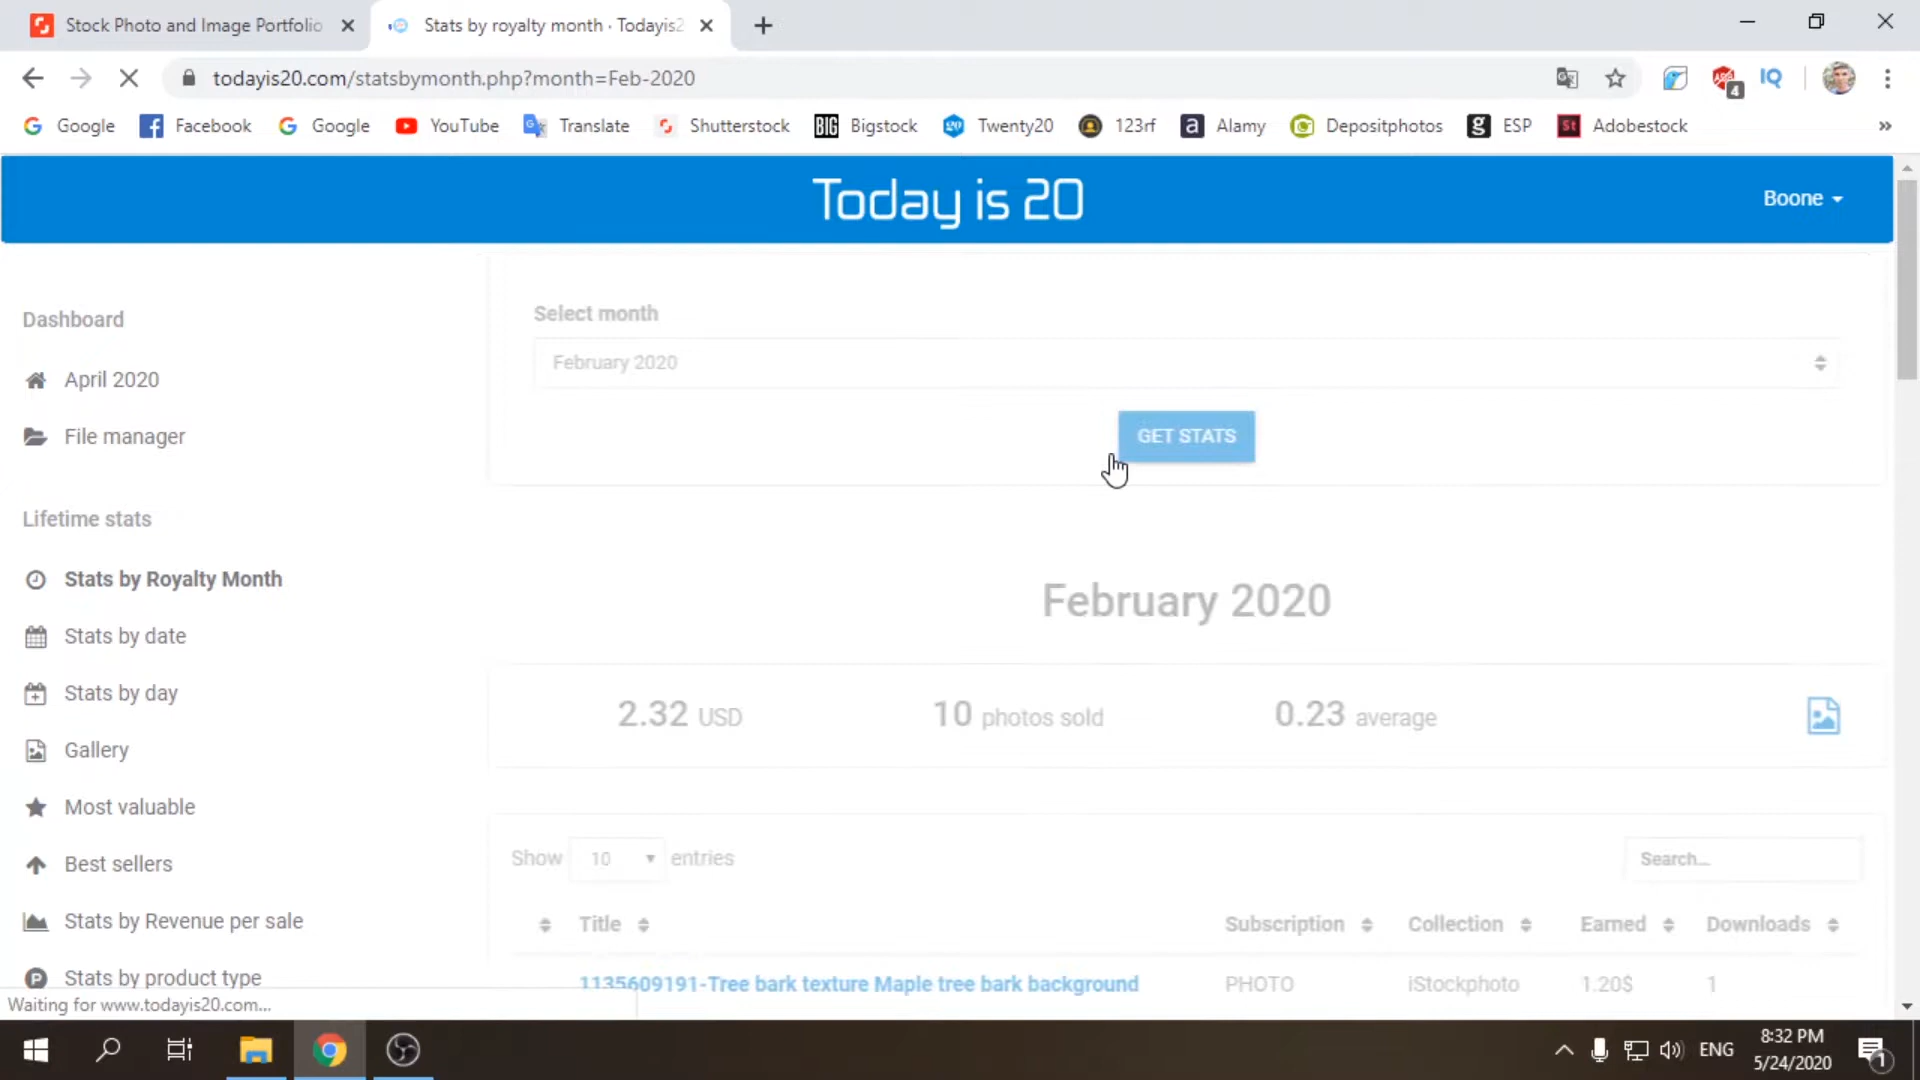 Stock Photo and Image Portfolio
Stats by royalty month · Todayis2
todayis20.com/statsbymonth.php?month=Feb-2020
4
IQ
Google
Facebook
Google
YouTube
Translate
Shutterstock
BIG Bigstock
20 Twenty20
123rf
a Alamy
Depositphotos
g ESP
St Adobestock
»
Today is 20
Boone
Dashboard
April 2020
File manager
Lifetime stats
Stats by Royalty Month
Stats by date
Stats by day
Gallery
Most valuable
Best sellers
Stats by Revenue per sale
P Stats by product type
Select month
February 2020
GET STATS
February 2020
2.32 USD
10 photos sold
0.23 average
Show 10 entries
Search...
Title Subscription Collection Earned Downloads
1135609191-Tree bark texture Maple tree bark background PHOTO iStockphoto 1.20$ 1
Waiting for www.todayis20.com...
ENG
8:32 PM
5/24/2020
1